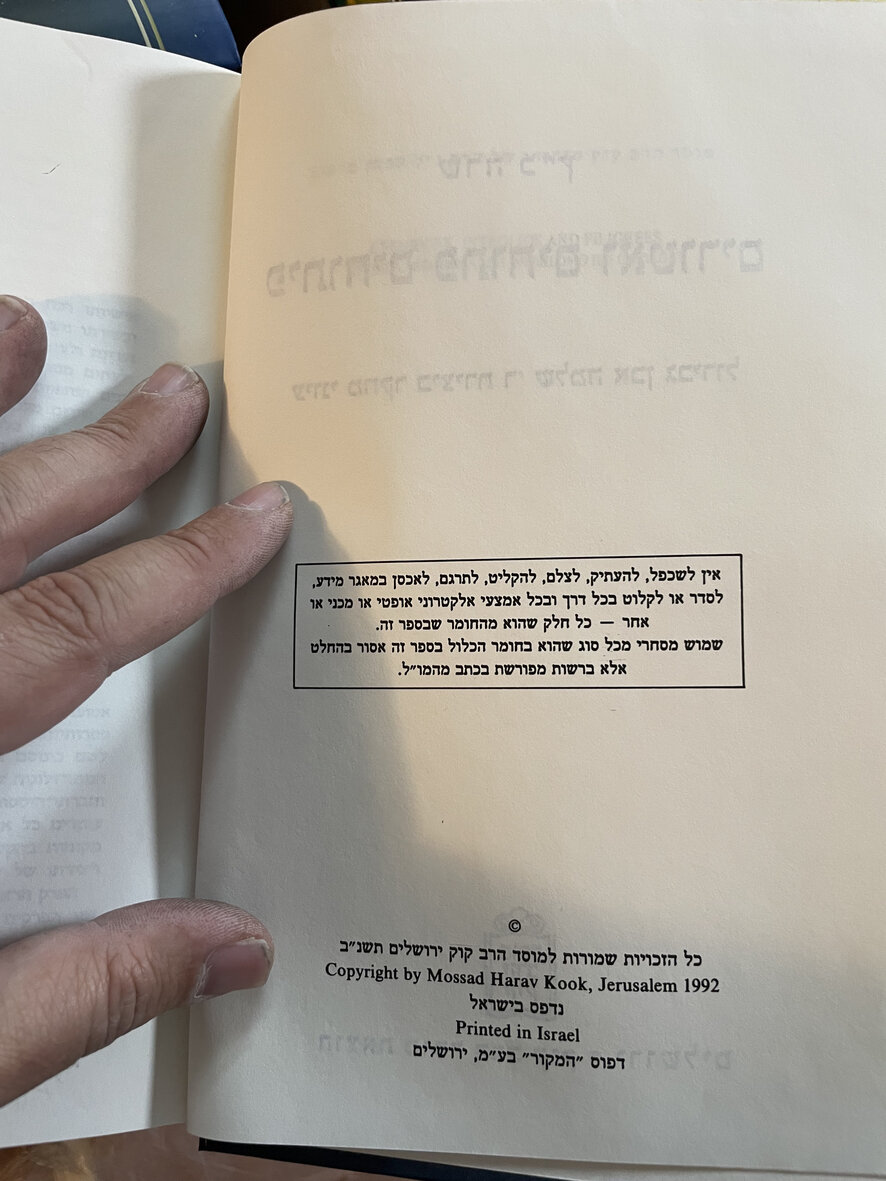 אין לשכפל, להעתיק, לצלם, להקליט, לתרגם, לאכסן במאגר מידע,
לסדר או לקלוט בכל דרך ובכל אמצעי אלקטרוני אופטי או מכני או
אחר — כל חלק שהוא מהחומר שבספר זה.
שמוש מסחרי מכל סוג שהוא בחומר הכלול בספר זה אסור בהחלט
אלא ברשות מפורשת בכתב מהמו״ל.
©
כל הזכויות שמורות למוסד הרב קוק ירושלים תשנ״ב
Copyright by Mossad Harav Kook, Jerusalem 1992
נדפס בישראל
Printed in Israel
דפוס ״המקור״ בע״מ, ירושלים